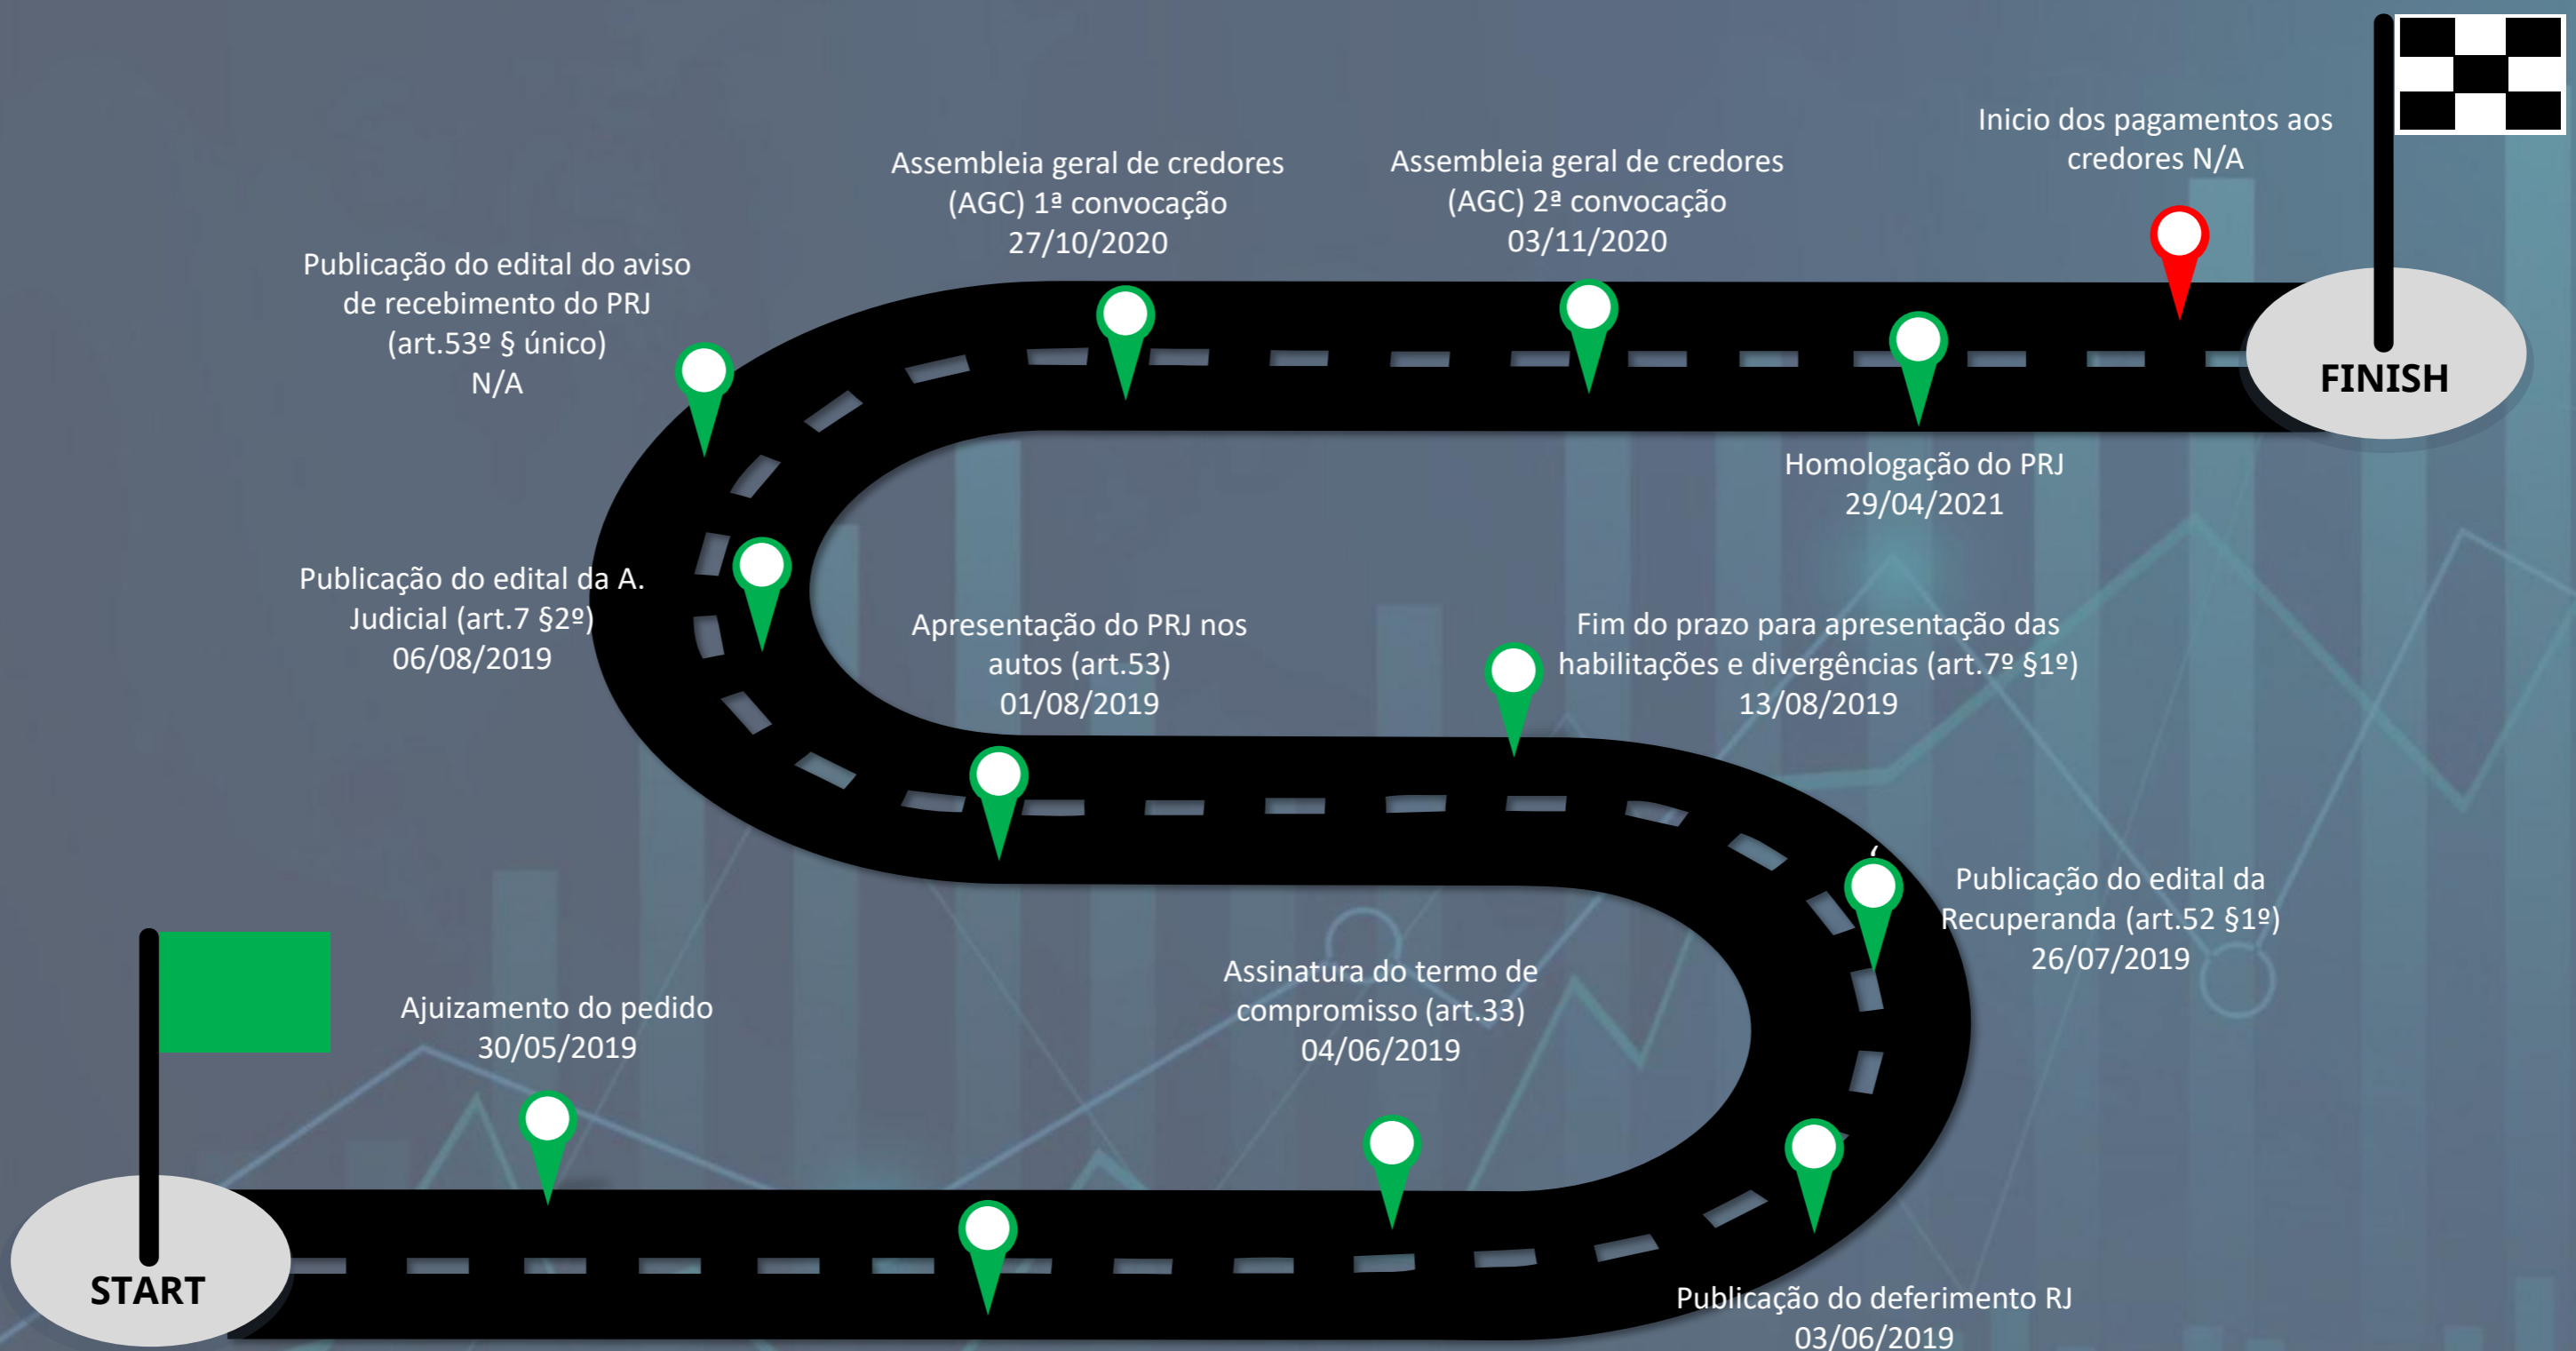 Inicio dos pagamentos aos
credores N/A
Assembleia geral de credores
(AGC) 1ª convocação
27/10/2020
Assembleia geral de credores
(AGC) 2ª convocação
03/11/2020
Publicação do edital do aviso
de recebimento do PRJ
(art.53º § único)
N/A
FINISH
Homologação do PRJ
29/04/2021
Publicação do edital da A.
Judicial (art.7 §2º)
06/08/2019
Apresentação do PRJ nos
autos (art.53)
01/08/2019
Fim do prazo para apresentação das
habilitações e divergências (art.7º §1º)
13/08/2019
Publicação do edital da
Recuperanda (art.52 §1º)
26/07/2019
Assinatura do termo de
compromisso (art.33)
04/06/2019
Ajuizamento do pedido
30/05/2019
START
Publicação do deferimento RJ
03/06/2019